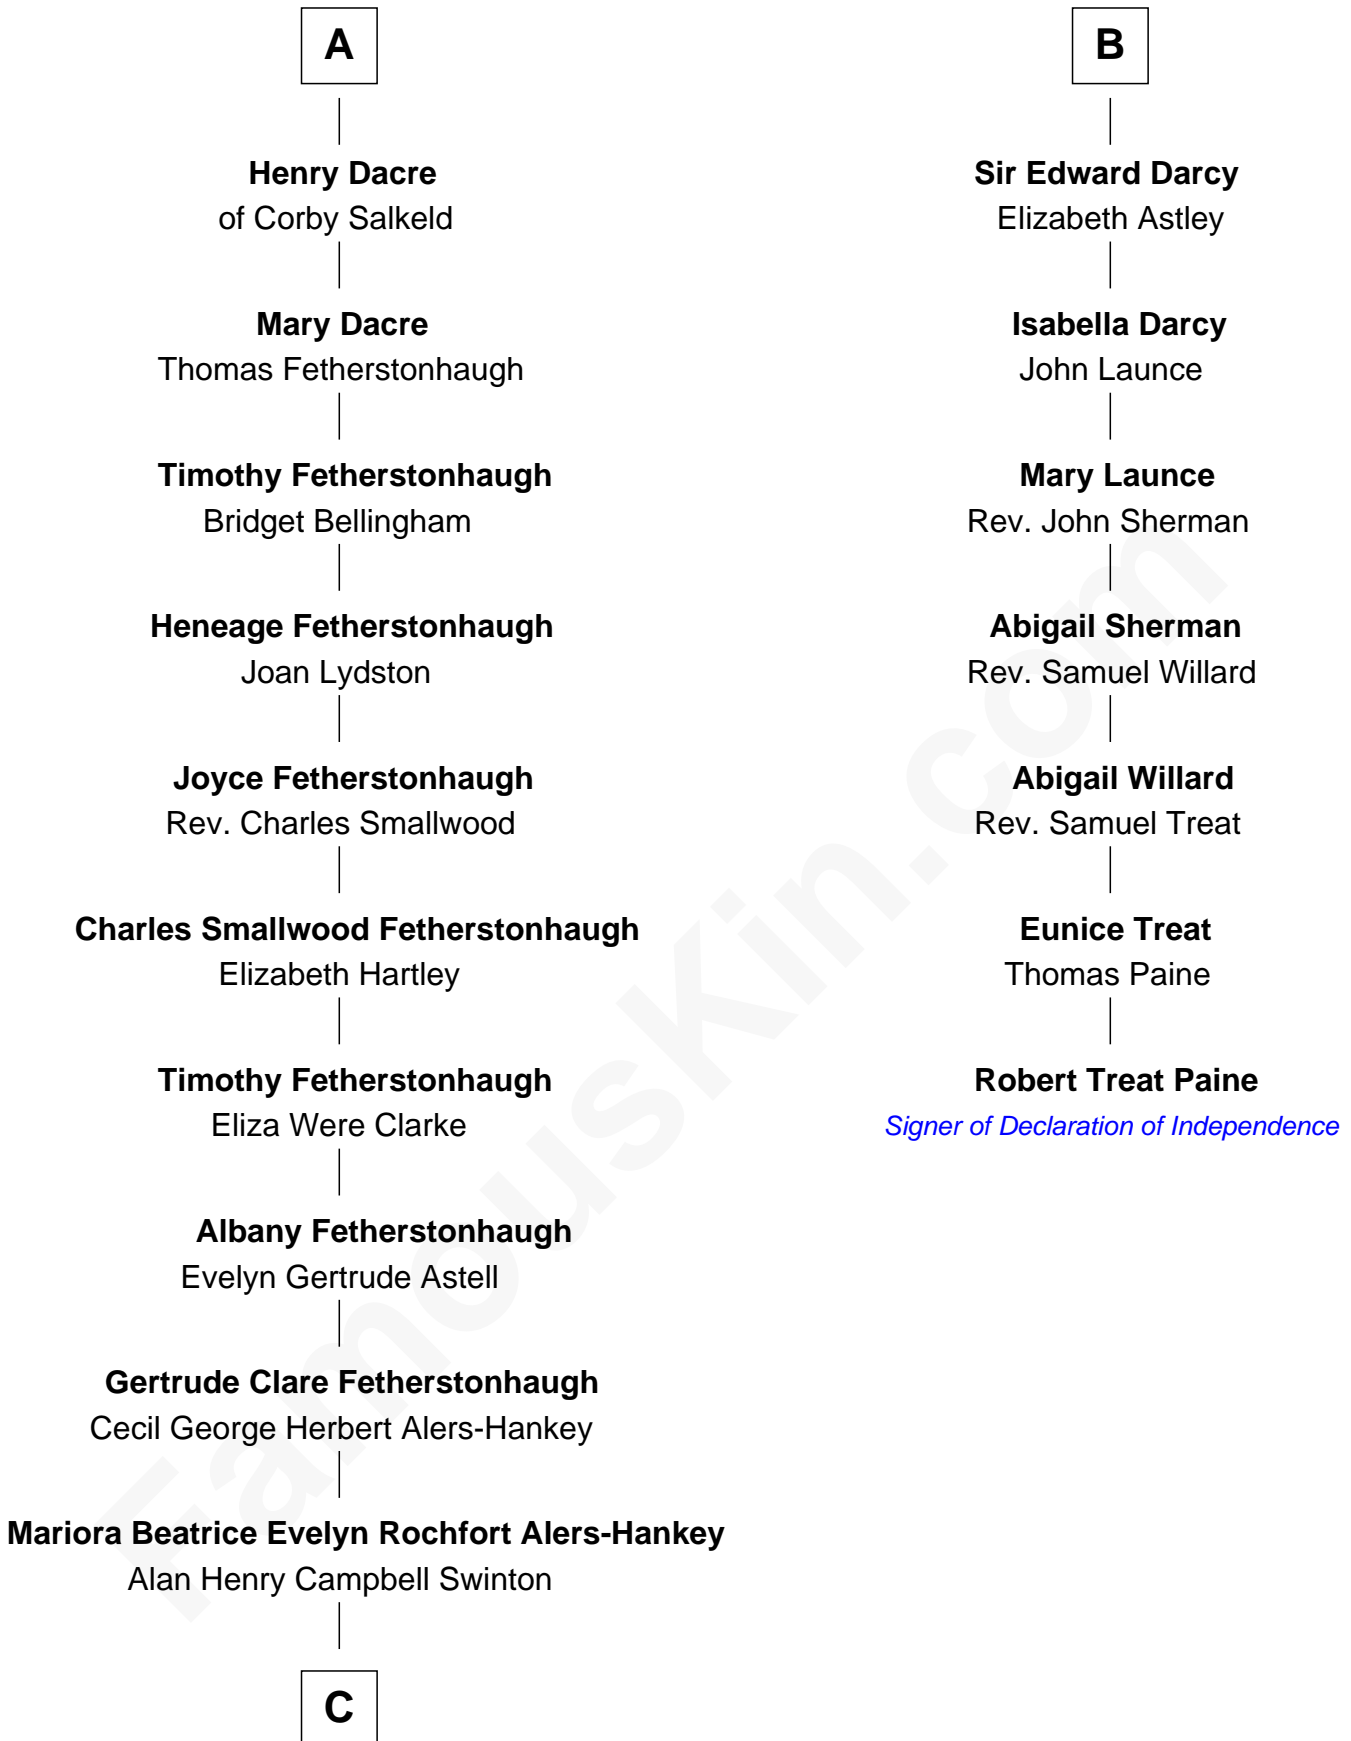 A
Henry Dacre
of Corby Salkeld
Mary Dacre
Thomas Fetherstonhaugh
Timothy Fetherstonhaugh
Bridget Bellingham
Heneage Fetherstonhaugh
Joan Lydston
Joyce Fetherstonhaugh
Rev. Charles Smallwood
Charles Smallwood Fetherstonhaugh
Elizabeth Hartley
Timothy Fetherstonhaugh
Eliza Were Clarke
Albany Fetherstonhaugh
Evelyn Gertrude Astell
Gertrude Clare Fetherstonhaugh
Cecil George Herbert Alers-Hankey
Mariora Beatrice Evelyn Rochfort Alers-Hankey
Alan Henry Campbell Swinton
C
B
Sir Edward Darcy
Elizabeth Astley
Isabella Darcy
John Launce
Mary Launce
Rev. John Sherman
Abigail Sherman
Rev. Samuel Willard
Abigail Willard
Rev. Samuel Treat
Eunice Treat
Thomas Paine
Robert Treat Paine
Signer of Declaration of Independence
FamousKin.com